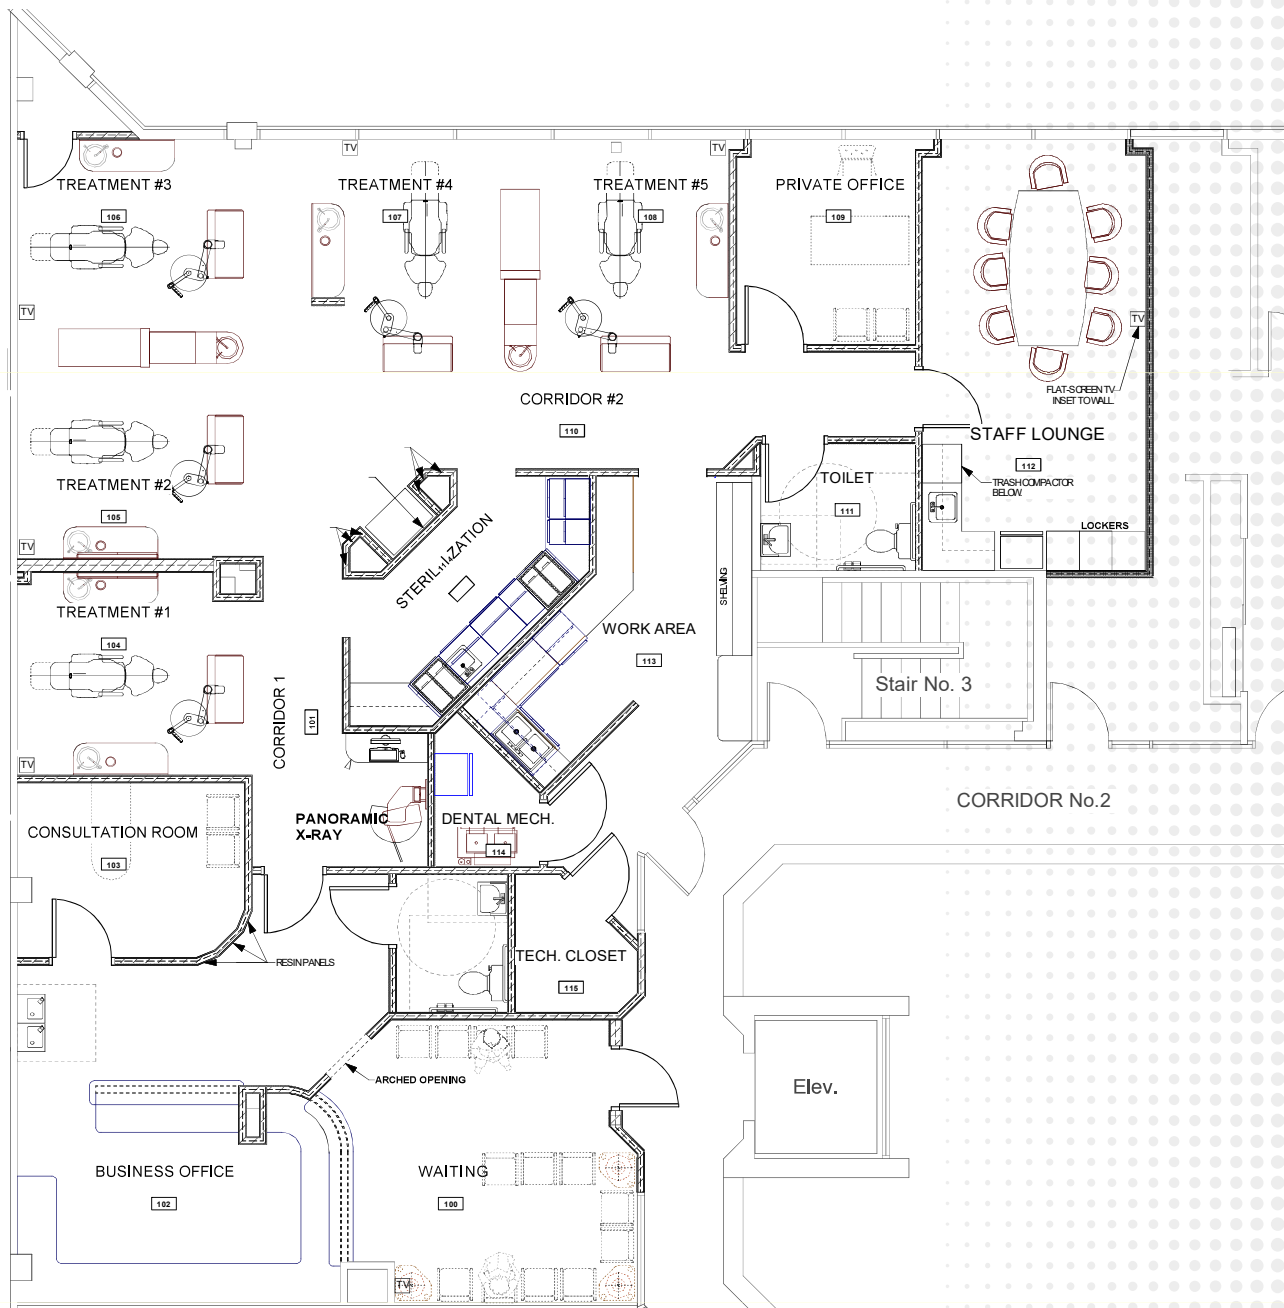 TV
TV
TREATMENT #3
106
TREATMENT #4
107
TREATMENT #5
108
PRIVATE OFFICE
109
TV
TV
FLAT-SCREEN TV
INSET TO WALL
CORRIDOR #2
110
STAFF LOUNGE
112
TRASH COMPACTOR
BELOW
TOILET
111
LOCKERS
TREATMENT #2
105
TV
STERILIZATION
114
SHELVING
TREATMENT #1
104
WORK AREA
113
Stair No. 3
CORRIDOR 1
101
TV
CONSULTATION ROOM
103
PANORAMIC
X-RAY
DENTAL MECH.
114
CORRIDOR No.2
RESIN PANELS
TECH. CLOSET
115
ARCHED OPENING
Elev.
BUSINESS OFFICE
102
WAITING
100
TV